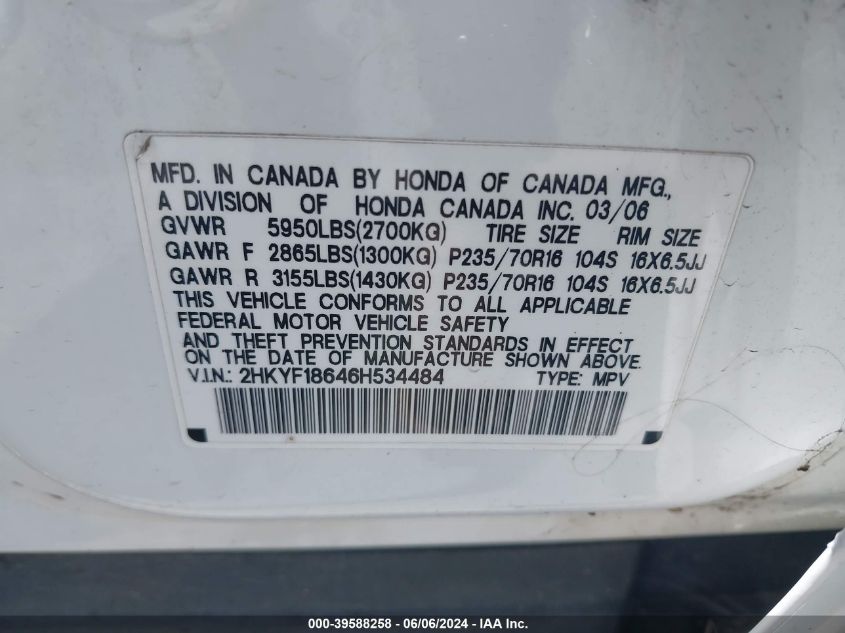 MFD. IN CANADA BY HONDA OF CANADA MFG.,
A DIVISION OF HONDA CANADA INC. 03/06
GVWR 5950LBS(2700KG) TIRE SIZE RIM SIZE
GAWR F 2865LBS(1300KG) P235/70R16 104S 16X6.5JJ
GAWR R 3155LBS(1430KG) P235/70R16 104S 16X6.5JJ
THIS VEHICLE CONFORMS TO ALL APPLICABLE
FEDERAL MOTOR VEHICLE SAFETY
AND THEFT PREVENTION STANDARDS IN EFFECT
ON THE DATE OF MANUFACTURE SHOWN ABOVE.
V.I.N.: 2HKYF18646H534484 TYPE: MPV
000-39588258 - 06/06/2024 - IAA Inc.